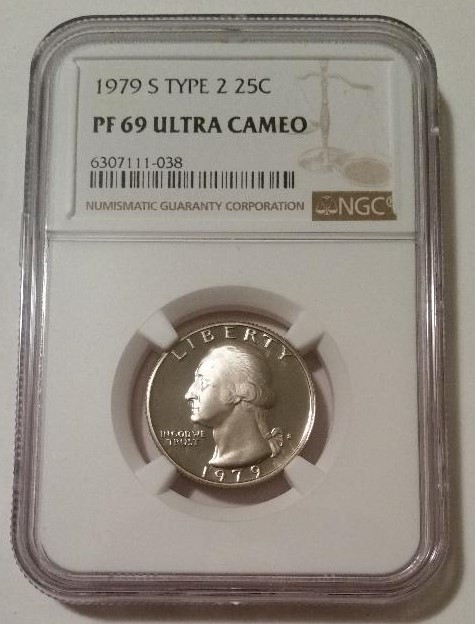 1979 S TYPE 2 25C
PF 69 ULTRA CAMEO
6307111-038
NUMISMATIC GUARANTY CORPORATION
NGC®
LIBERTY
IN GOD WE
TRUST
S
1979